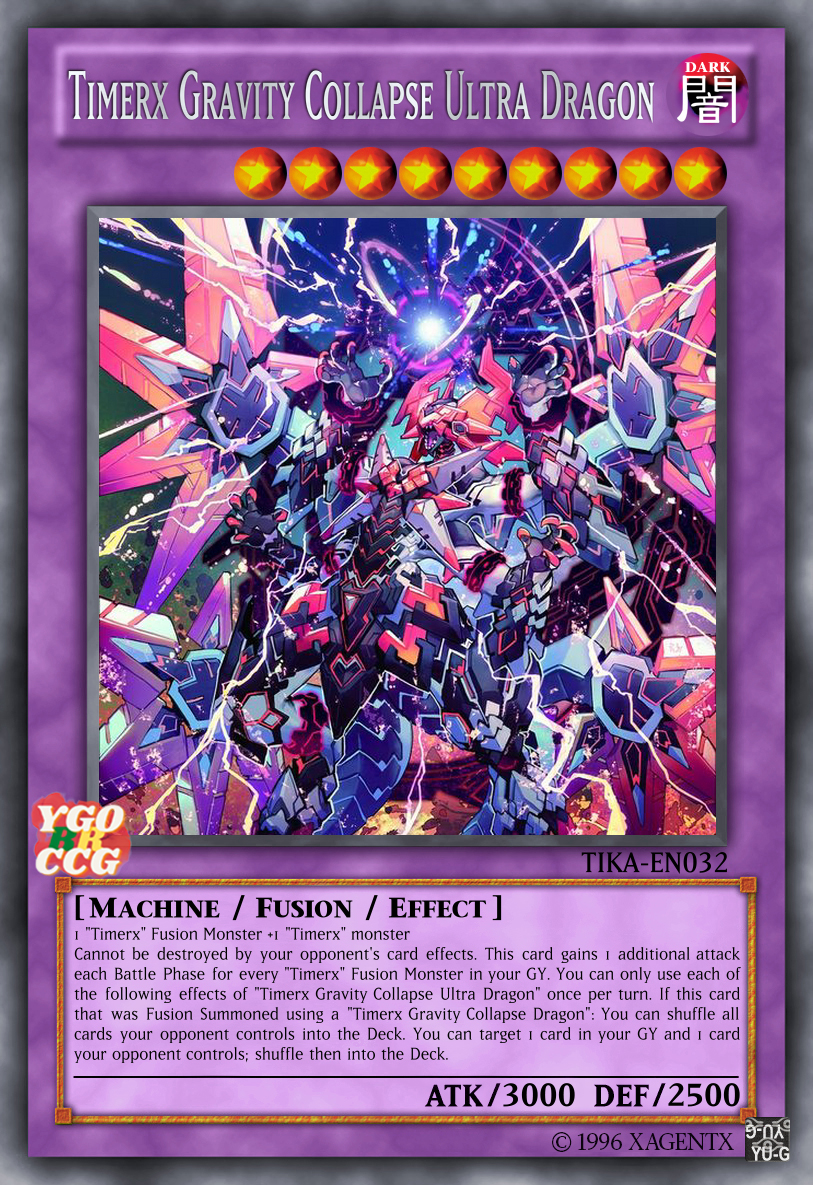 Timerx Gravity Collapse Ultra Dragon
DARK
闇
YGO
RR
CCG
TIKA-EN032
[ Machine / Fusion / Effect ]
1 "Timerx" Fusion Monster +1 "Timerx" monster
Cannot be destroyed by your opponent's card effects. This card gains 1 additional attack
each Battle Phase for every "Timerx" Fusion Monster in your GY. You can only use each of
the following effects of "Timerx Gravity Collapse Ultra Dragon" once per turn. If this card
that was Fusion Summoned using a "Timerx Gravity Collapse Dragon": You can shuffle all
cards your opponent controls into the Deck. You can target 1 card in your GY and 1 card
your opponent controls; shuffle then into the Deck.
ATK/3000 DEF/2500
© 1996 XAGENTX
YU-G
YU-G